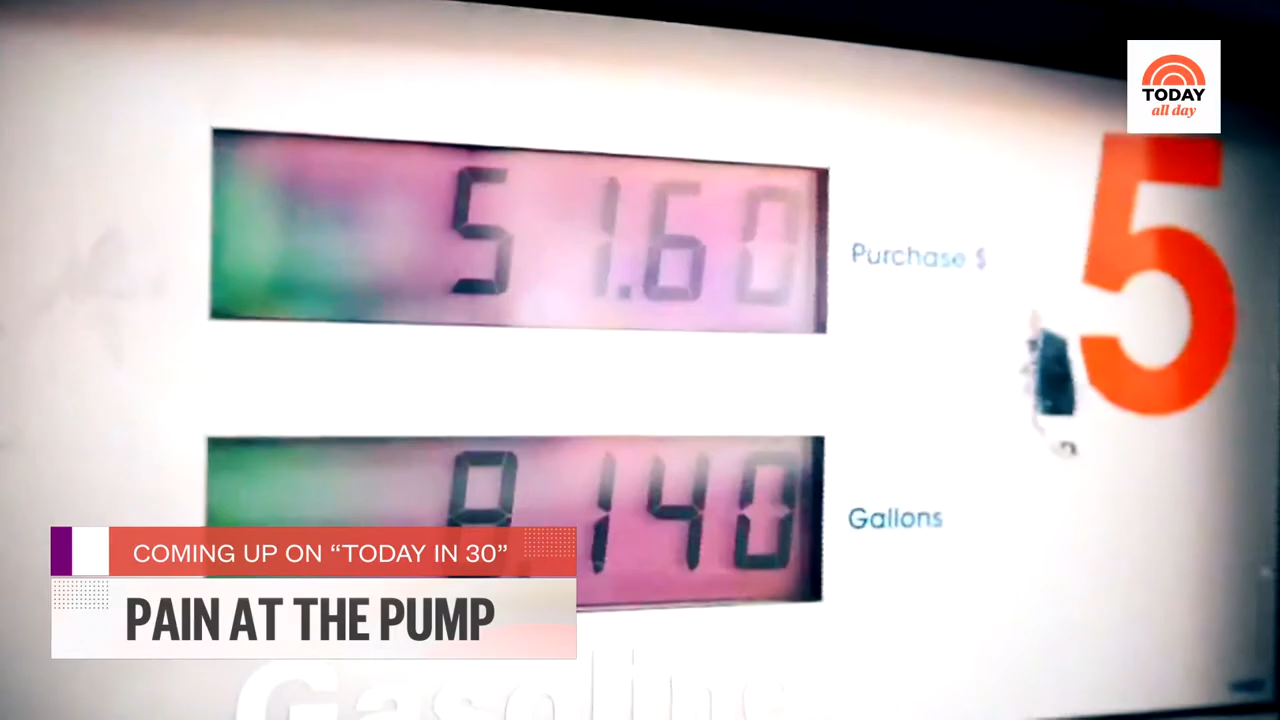 TODAY
all day
5
51.60
Purchase $
8.140
Gallons
COMING UP ON “TODAY IN 30”
PAIN AT THE PUMP
Gasoline